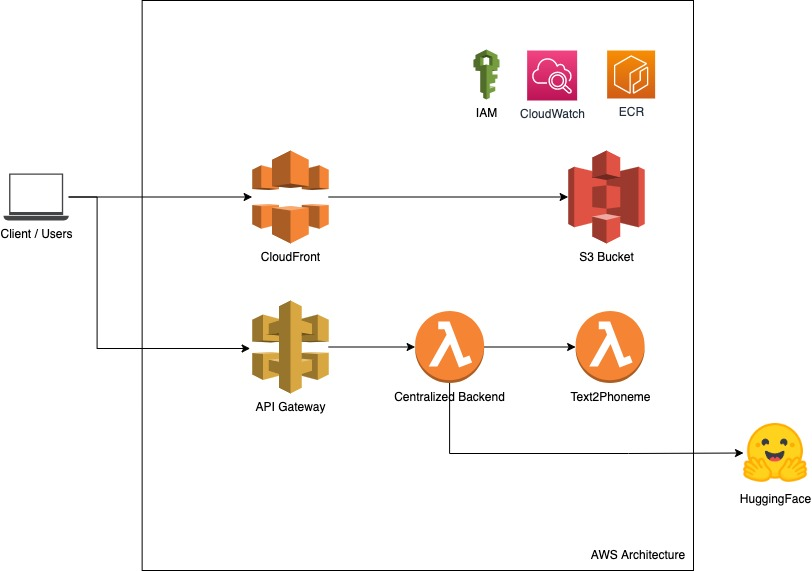 IAM
CloudWatch
ECR
Client / Users
CloudFront
S3 Bucket
API Gateway
Centralized Backend
Text2Phoneme
HuggingFace
AWS Architecture